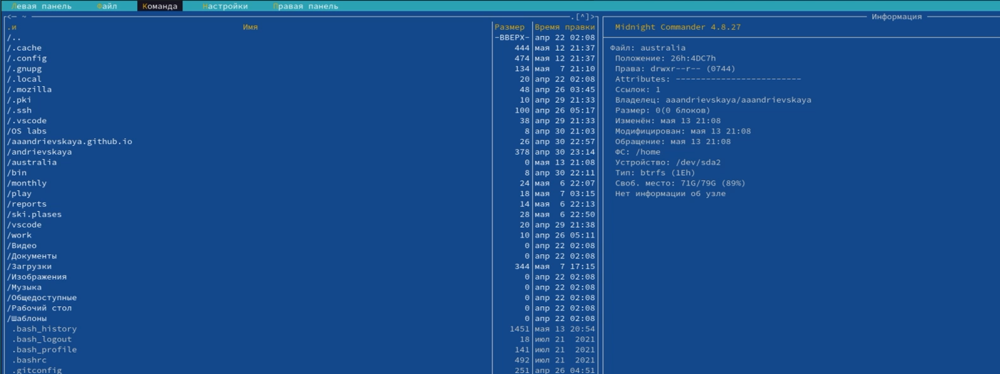 Левая панель Файл Команда Настройки Правая панель
<— ~ .[^]>
.и Имя Размер Время правки
/.. -ВВЕРХ- апр 22 02:08
/.cache 444 мая 12 21:37
/.config 474 мая 12 21:37
/.gnupg 134 мая 7 21:10
/.local 20 апр 22 02:08
/.mozilla 48 апр 26 03:45
/.pki 10 апр 29 21:33
/.ssh 100 апр 26 05:17
/.vscode 38 апр 29 21:33
/OS labs 8 апр 30 21:03
/aaandrievskaya.github.io 26 апр 30 22:57
/andrievskaya 378 апр 30 23:14
/australia 0 мая 13 21:08
/bin 8 апр 30 22:11
/monthly 24 мая 6 22:07
/play 18 мая 7 03:15
/reports 14 мая 6 22:13
/ski.plases 28 мая 6 22:50
/vscode 20 апр 29 21:38
/work 10 апр 26 05:11
/Видео 0 апр 22 02:08
/Документы 0 апр 22 02:08
/Загрузки 344 мая 7 17:15
/Изображения 0 апр 22 02:08
/Музыка 0 апр 22 02:08
/Общедоступные 0 апр 22 02:08
/Рабочий стол 0 апр 22 02:08
/Шаблоны 0 апр 22 02:08
.bash_history 1451 мая 13 20:54
.bash_logout 18 июл 21 2021
.bash_profile 141 июл 21 2021
.bashrc 492 июл 21 2021
.gitconfig 251 апр 26 04:51
Информация
Midnight Commander 4.8.27
Файл: australia
Положение: 26h:4DC7h
Права: drwxr--r-- (0744)
Attributes: -------------------------
Ссылок: 1
Владелец: aaandrievskaya/aaandrievskaya
Размер: 0(0 блоков)
Изменён: мая 13 21:08
Модифицирован: мая 13 21:08
Обращение: мая 13 21:08
ФС: /home
Устройство: /dev/sda2
Тип: btrfs (1Eh)
Своб. место: 71G/79G (89%)
Нет информации об узле